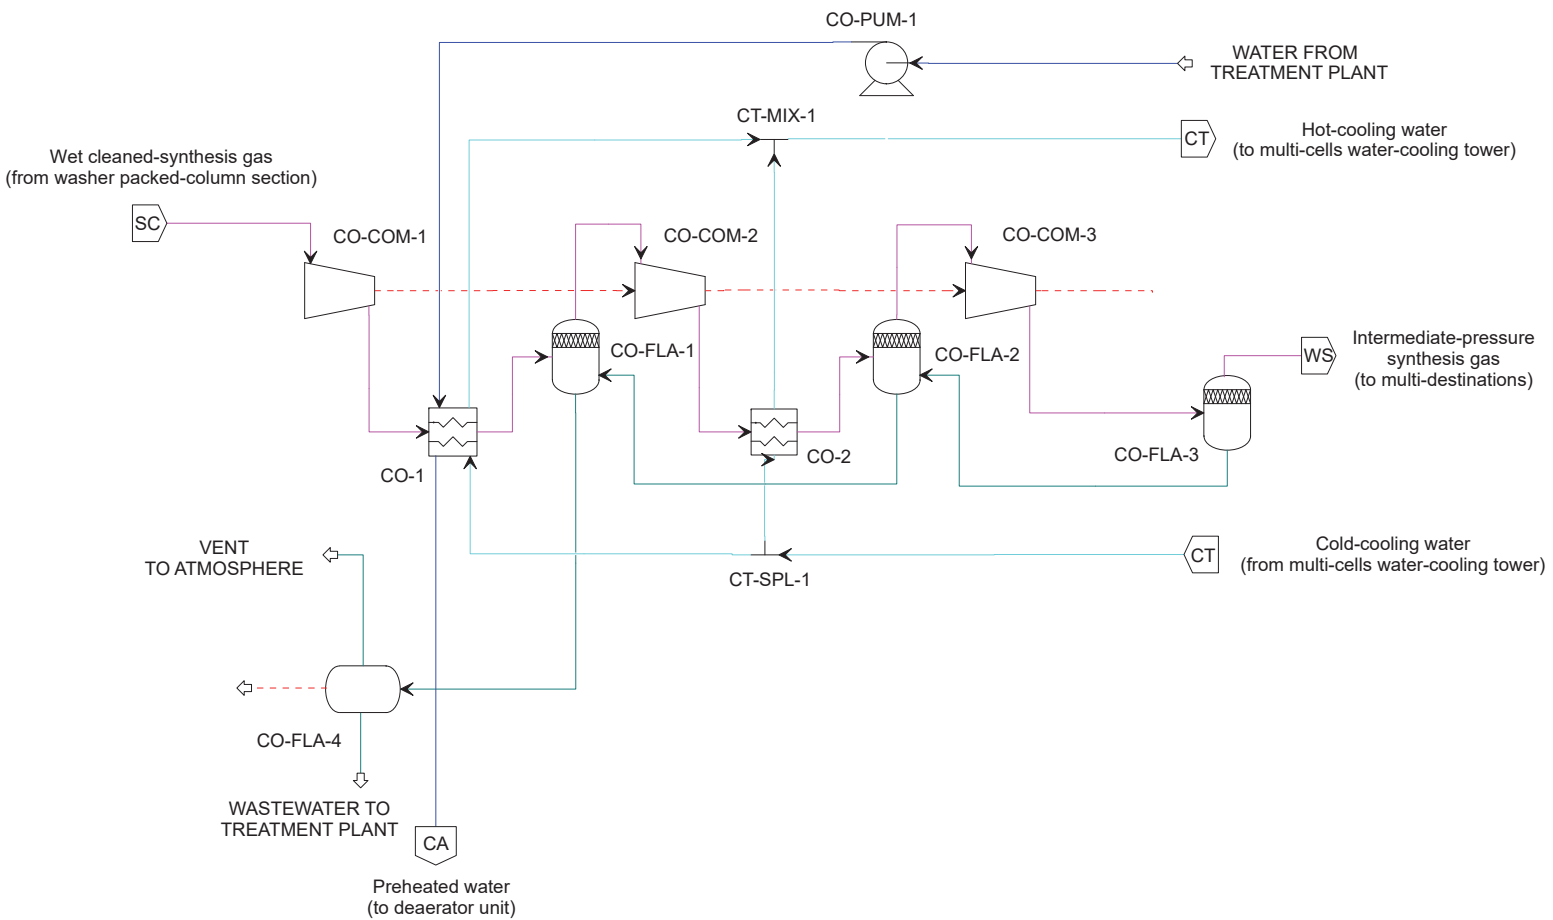 CO-PUM-1
WATER FROM
TREATMENT PLANT
CT-MIX-1
CT
Hot-cooling water
(to multi-cells water-cooling tower)
Wet cleaned-synthesis gas
(from washer packed-column section)
SC
CO-COM-1
CO-COM-2
CO-COM-3
CO-FLA-1
CO-FLA-2
WS
Intermediate-pressure
synthesis gas
(to multi-destinations)
CO-1
CO-2
CO-FLA-3
VENT
TO ATMOSPHERE
CT-SPL-1
CT
Cold-cooling water
(from multi-cells water-cooling tower)
CO-FLA-4
WASTEWATER TO
TREATMENT PLANT
CA
Preheated water
(to deaerator unit)